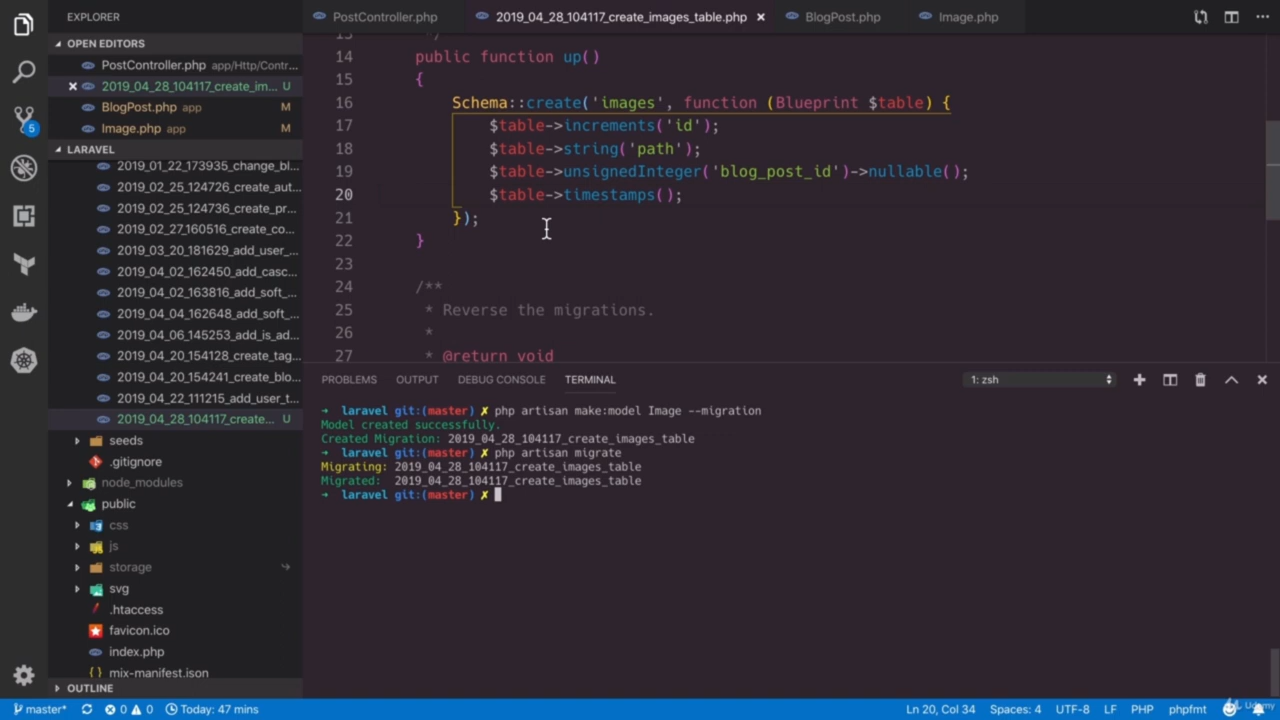 EXPLORER
OPEN EDITORS
PostController.php app/Http/Contr...
2019_04_28_104117_create_im... U
BlogPost.php app M
Image.php app M
LARAVEL
2019_01_22_173935_change_bl...
2019_02_25_124726_create_aut...
2019_02_25_124736_create_pr...
2019_02_27_160516_create_co...
2019_03_20_181629_add_user_...
2019_04_02_162450_add_casc...
2019_04_02_163816_add_soft_...
2019_04_04_162648_add_soft_...
2019_04_06_145253_add_is_ad...
2019_04_20_154128_create_tag...
2019_04_20_154241_create_blo...
2019_04_22_111215_add_user_t...
2019_04_28_104117_create... U
seeds
.gitignore
node_modules
public
css
js
storage
svg
.htaccess
favicon.ico
index.php
mix-manifest.json
OUTLINE
5
PostController.php 2019_04_28_104117_create_images_table.php BlogPost.php Image.php
13 */
14 public function up()
15 {
16 Schema::create('images', function (Blueprint $table) {
17 $table->increments('id');
18 $table->string('path');
19 $table->unsignedInteger('blog_post_id')->nullable();
20 $table->timestamps();
21 });
22 }
23
24 /**
25 * Reverse the migrations.
26 *
27 * @return void
PROBLEMS OUTPUT DEBUG CONSOLE TERMINAL 1: zsh
➜ laravel git:(master) ✗ php artisan make:model Image --migration
Model created successfully.
Created Migration: 2019_04_28_104117_create_images_table
➜ laravel git:(master) ✗ php artisan migrate
Migrating: 2019_04_28_104117_create_images_table
Migrated: 2019_04_28_104117_create_images_table
➜ laravel git:(master) ✗
master* 0 0 Today: 47 mins Ln 20, Col 34 Spaces: 4 UTF-8 LF PHP phpfmt Udemy